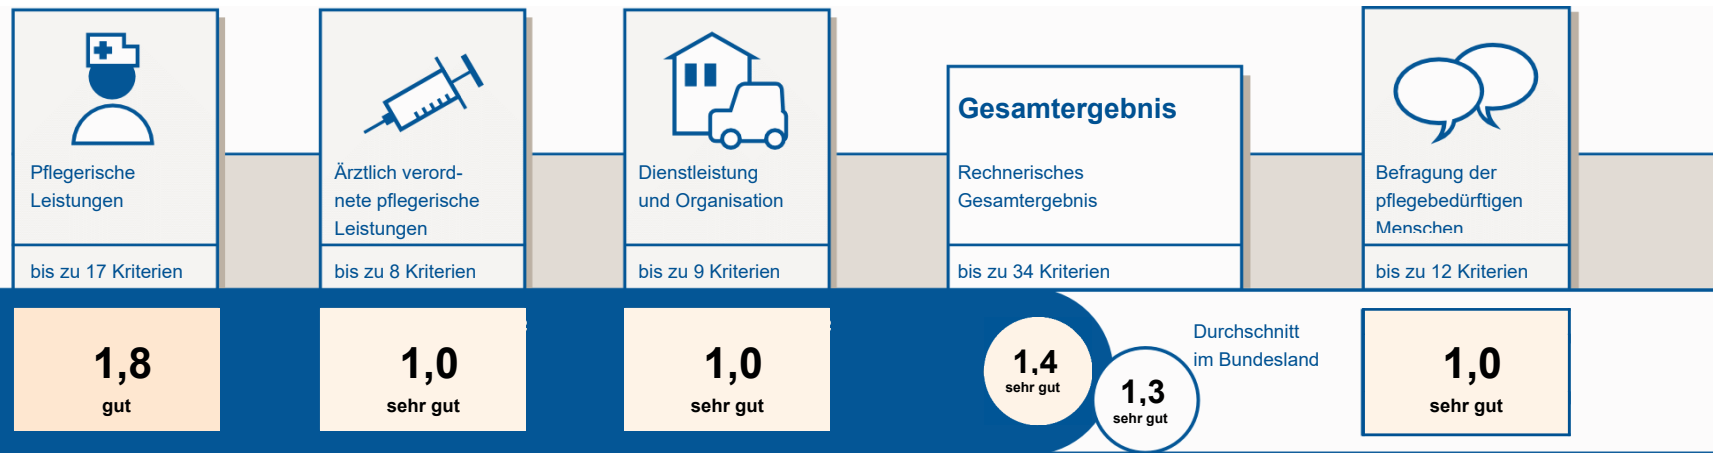 Pflegerische
Leistungen
bis zu 17 Kriterien
1,8
gut
Ärztlich verord-
nete pflegerische
Leistungen
bis zu 8 Kriterien
1,0
sehr gut
Dienstleistung
und Organisation
bis zu 9 Kriterien
1,0
sehr gut
Gesamtergebnis
Rechnerisches
Gesamtergebnis
bis zu 34 Kriterien
1,4
sehr gut
Durchschnitt
im Bundesland
1,3
sehr gut
Befragung der
pflegebedürftigen
Menschen
bis zu 12 Kriterien
1,0
sehr gut